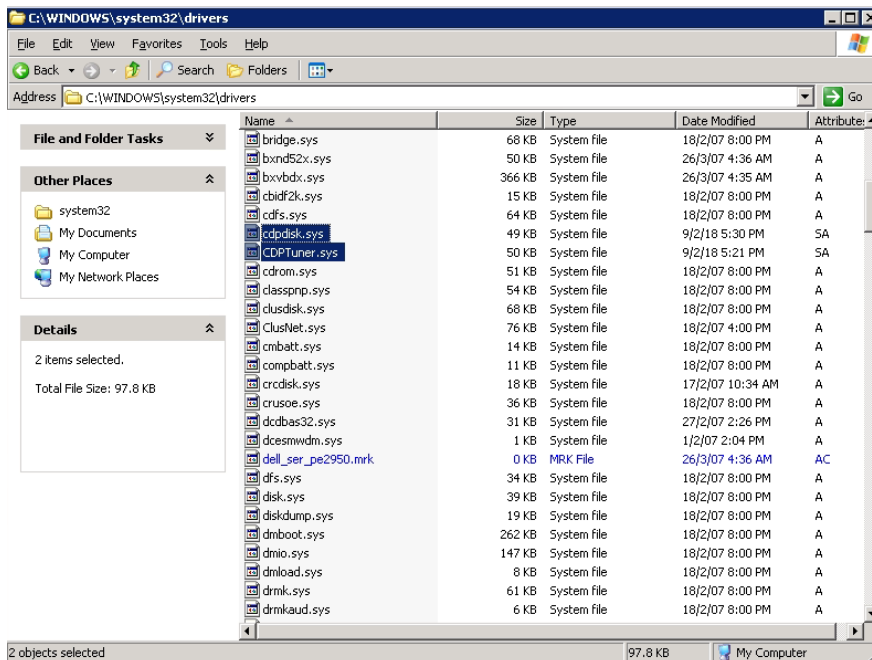 C:\WINDOWS\system32\drivers
File Edit View Favorites Tools Help
Back Search Folders
Address C:\WINDOWS\system32\drivers Go
File and Folder Tasks
Other Places
system32
My Documents
My Computer
My Network Places
Details
2 items selected.
Total File Size: 97.8 KB
Name Size Type Date Modified Attributes
bridge.sys 68 KB System file 18/2/07 8:00 PM A
bxnd52x.sys 50 KB System file 26/3/07 4:36 AM A
bxvbdx.sys 366 KB System file 26/3/07 4:35 AM A
cbidf2k.sys 15 KB System file 18/2/07 8:00 PM A
cdfs.sys 64 KB System file 18/2/07 8:00 PM A
cdpdisk.sys 49 KB System file 9/2/18 5:30 PM SA
CDPTuner.sys 50 KB System file 9/2/18 5:21 PM SA
cdrom.sys 51 KB System file 18/2/07 8:00 PM A
classpnp.sys 54 KB System file 18/2/07 8:00 PM A
clusdisk.sys 68 KB System file 18/2/07 8:00 PM A
ClusNet.sys 76 KB System file 18/2/07 4:00 PM A
cmbatt.sys 14 KB System file 18/2/07 8:00 PM A
compbatt.sys 11 KB System file 18/2/07 8:00 PM A
crcdisk.sys 18 KB System file 17/2/07 10:34 AM A
crusoe.sys 36 KB System file 18/2/07 8:00 PM A
dcdbas32.sys 31 KB System file 27/2/07 2:26 PM A
dcesmwdm.sys 1 KB System file 1/2/07 2:04 PM A
dell_ser_pe2950.mrk 0 KB MRK File 26/3/07 4:36 AM AC
dfs.sys 34 KB System file 18/2/07 8:00 PM A
disk.sys 39 KB System file 18/2/07 8:00 PM A
diskdump.sys 19 KB System file 18/2/07 8:00 PM A
dmboot.sys 262 KB System file 18/2/07 8:00 PM A
dmio.sys 147 KB System file 18/2/07 8:00 PM A
dmload.sys 8 KB System file 18/2/07 8:00 PM A
drmk.sys 61 KB System file 18/2/07 8:00 PM A
drmkaud.sys 6 KB System file 18/2/07 8:00 PM A
2 objects selected 97.8 KB My Computer